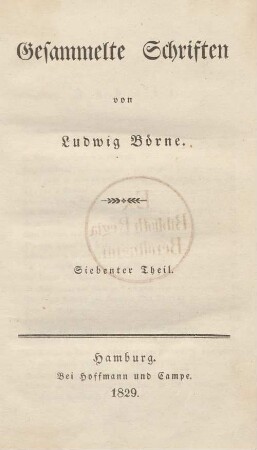 Gesammelte Schriften
von
Ludwig Börne.
Siebenter Theil.
Hamburg.
Bei Hoffmann und Campe.
1829.